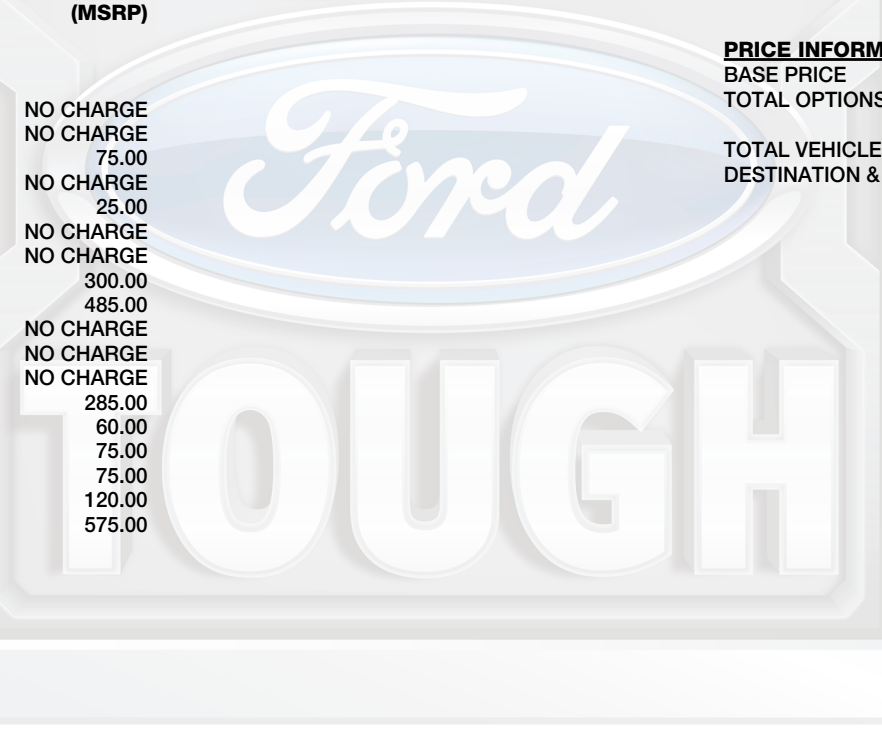 (MSRP)
NO CHARGE
NO CHARGE
75.00
NO CHARGE
25.00
NO CHARGE
NO CHARGE
300.00
485.00
NO CHARGE
NO CHARGE
NO CHARGE
285.00
60.00
75.00
75.00
120.00
575.00
PRICE INFORM
BASE PRICE
TOTAL OPTIONS
TOTAL VEHICLE
DESTINATION &
Ford
TOUGH